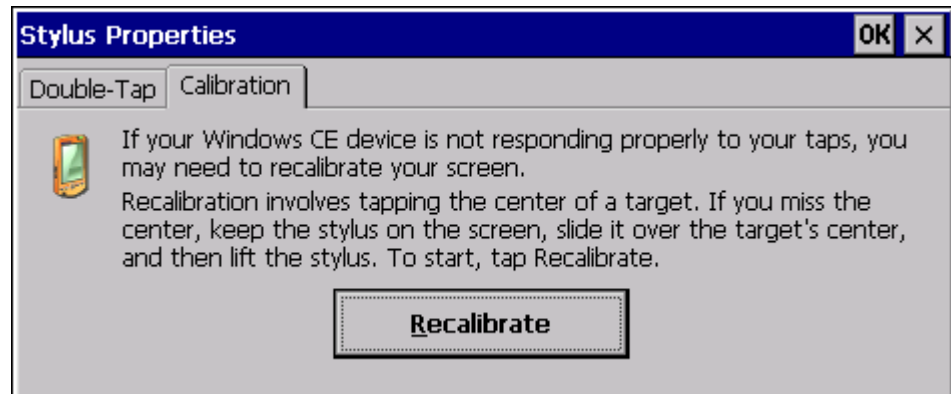 Stylus Properties OK ×
Double-Tap Calibration
If your Windows CE device is not responding properly to your taps, you
may need to recalibrate your screen.
Recalibration involves tapping the center of a target. If you miss the
center, keep the stylus on the screen, slide it over the target's center,
and then lift the stylus. To start, tap Recalibrate.
Recalibrate